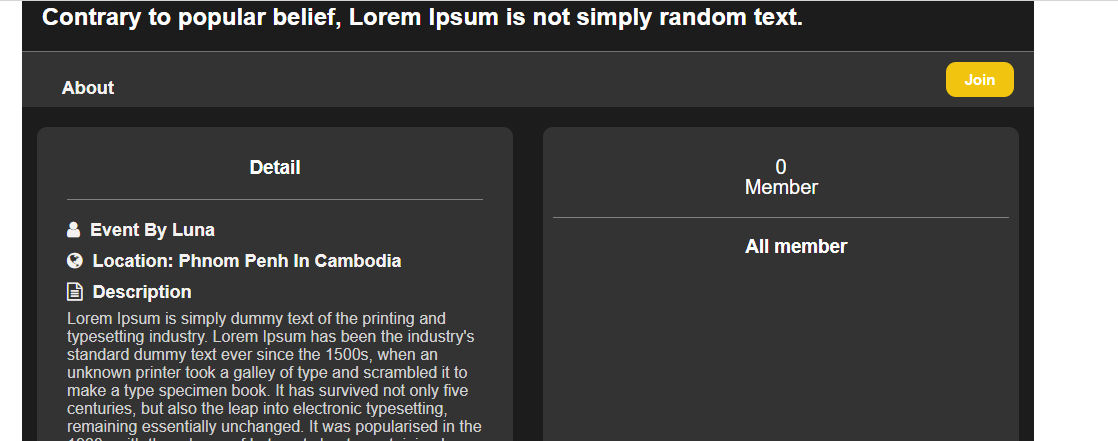 Contrary to popular belief, Lorem Ipsum is not simply random text.
About
Join
Detail
Event By Luna
Location: Phnom Penh In Cambodia
Description
Lorem Ipsum is simply dummy text of the printing and
typesetting industry. Lorem Ipsum has been the industry's
standard dummy text ever since the 1500s, when an
unknown printer took a galley of type and scrambled it to
make a type specimen book. It has survived not only five
centuries, but also the leap into electronic typesetting,
remaining essentially unchanged. It was popularised in the
0
Member
All member